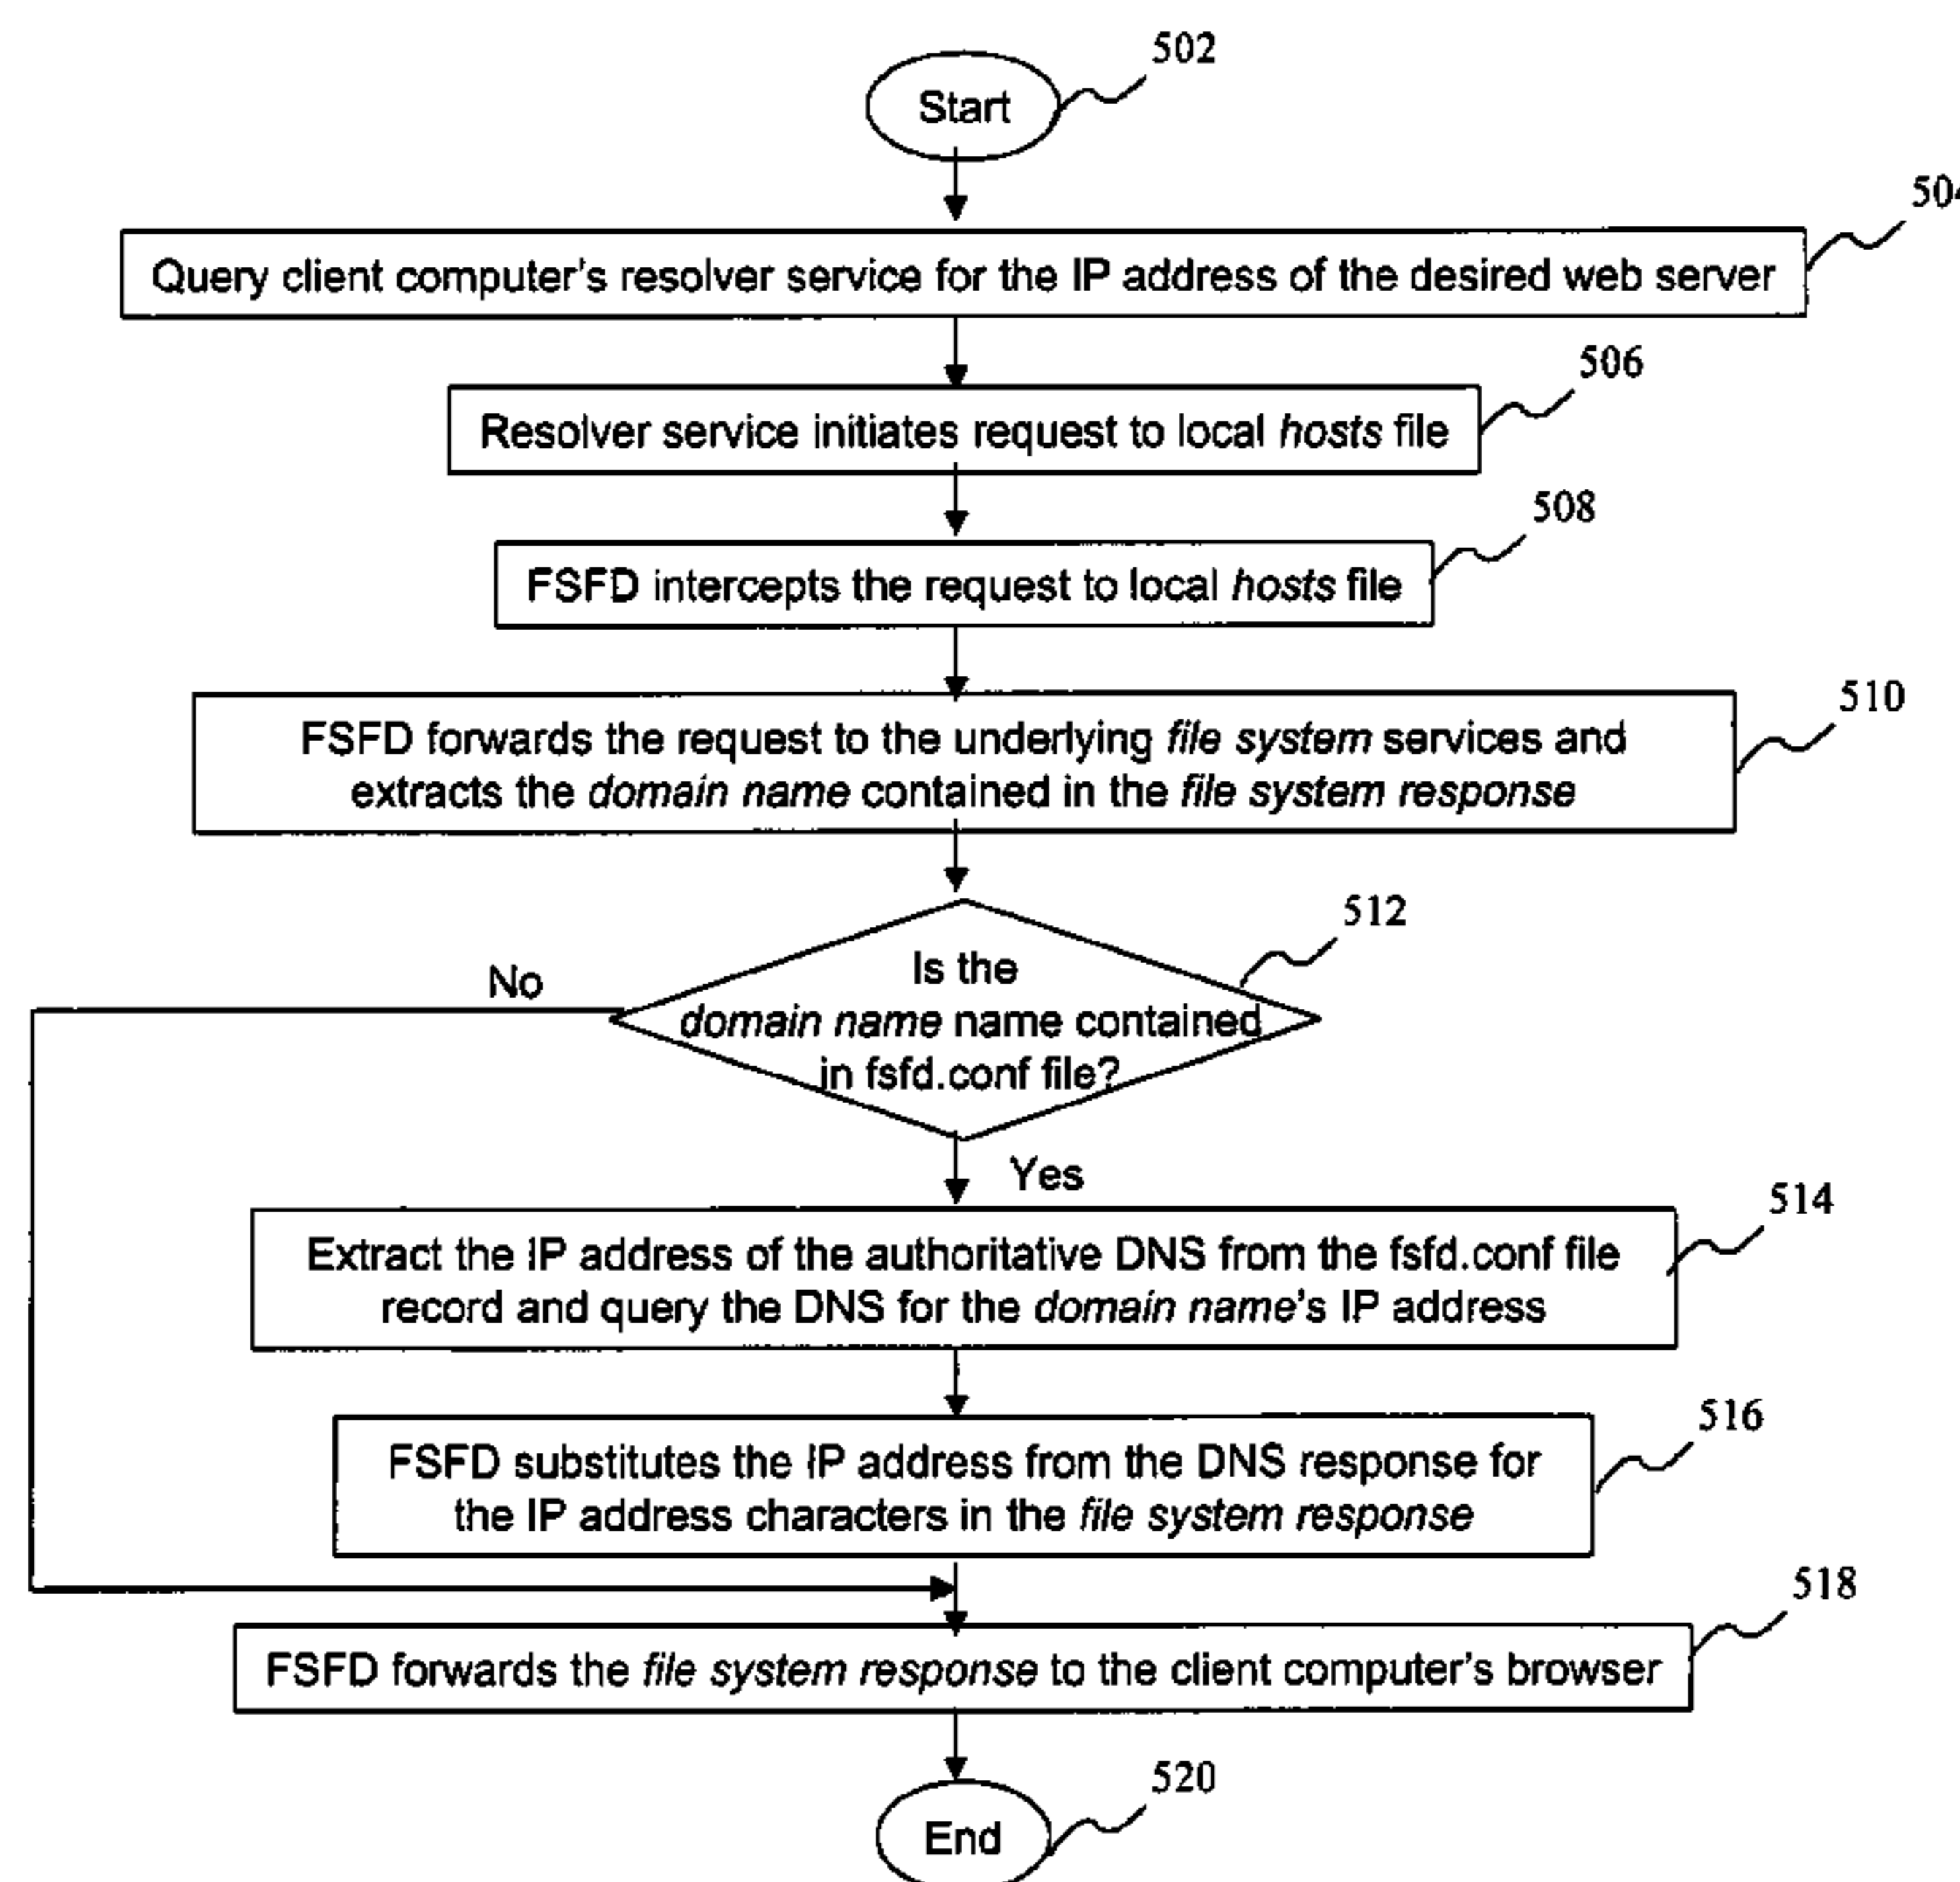 502
Start
504
Query client computer's resolver service for the IP address of the desired web server
506
Resolver service initiates request to local hosts file
508
FSFD intercepts the request to local hosts file
510
FSFD forwards the request to the underlying file system services and
extracts the domain name contained in the file system response
512
No
Is the
domain name name contained
in fsfd.conf file?
Yes
514
Extract the IP address of the authoritative DNS from the fsfd.conf file
record and query the DNS for the domain name's IP address
516
FSFD substitutes the IP address from the DNS response for
the IP address characters in the file system response
518
FSFD forwards the file system response to the client computer's browser
520
End